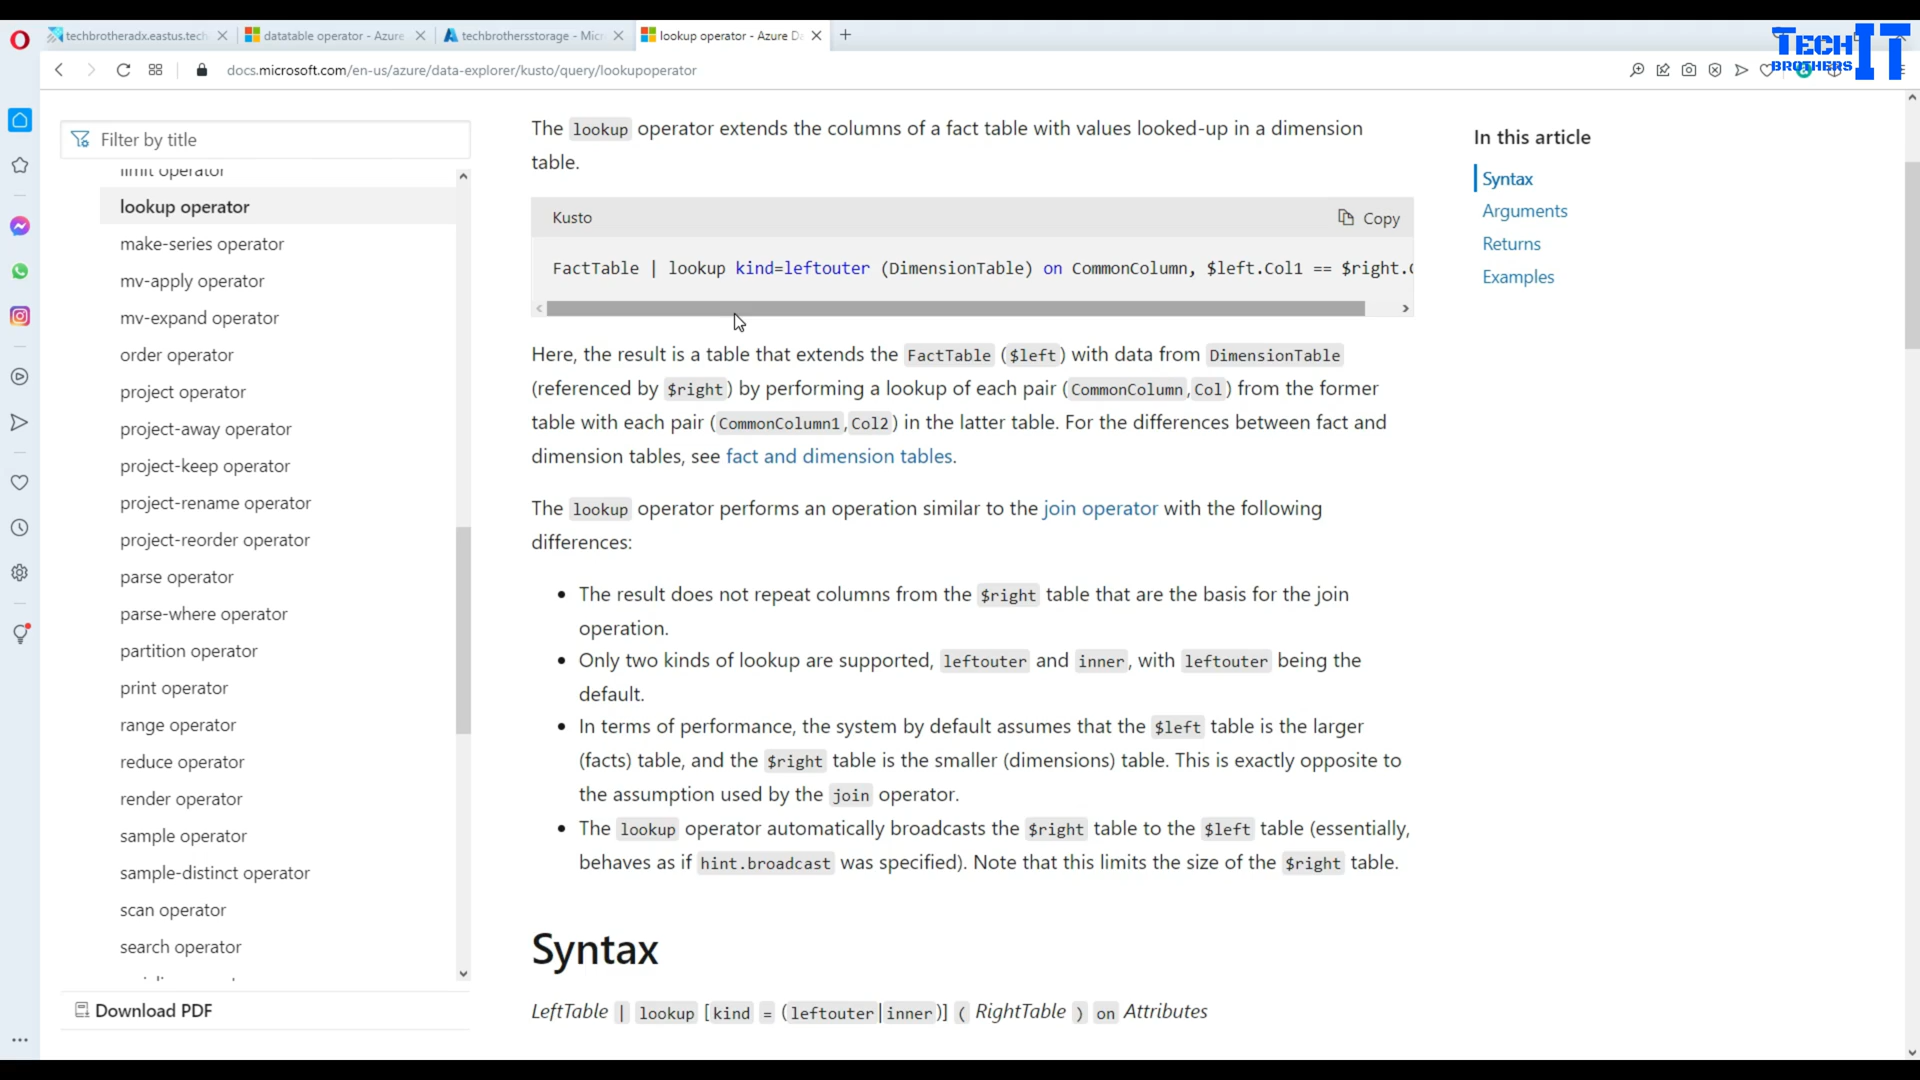 techbrotheradx.eastus.tech
datatable operator - Azure
techbrothersstorage - Micr
lookup operator - Azure Da
TECH IT
BROTHERS
docs.microsoft.com/en-us/azure/data-explorer/kusto/query/lookupoperator
Filter by title
limit operator
lookup operator
make-series operator
mv-apply operator
mv-expand operator
order operator
project operator
project-away operator
project-keep operator
project-rename operator
project-reorder operator
parse operator
parse-where operator
partition operator
print operator
range operator
reduce operator
render operator
sample operator
sample-distinct operator
scan operator
search operator
Download PDF
The lookup operator extends the columns of a fact table with values looked-up in a dimension
table.
Kusto
Copy
FactTable | lookup kind=leftouter (DimensionTable) on CommonColumn, $left.Col1 == $right.C
Here, the result is a table that extends the FactTable ($left) with data from DimensionTable
(referenced by $right) by performing a lookup of each pair (CommonColumn,Col) from the former
table with each pair (CommonColumn1,Col2) in the latter table. For the differences between fact and
dimension tables, see fact and dimension tables.
The lookup operator performs an operation similar to the join operator with the following
differences:
• The result does not repeat columns from the $right table that are the basis for the join
operation.
• Only two kinds of lookup are supported, leftouter and inner, with leftouter being the
default.
• In terms of performance, the system by default assumes that the $left table is the larger
(facts) table, and the $right table is the smaller (dimensions) table. This is exactly opposite to
the assumption used by the join operator.
• The lookup operator automatically broadcasts the $right table to the $left table (essentially,
behaves as if hint.broadcast was specified). Note that this limits the size of the $right table.
Syntax
LeftTable | lookup [kind = (leftouter|inner)] ( RightTable ) on Attributes
In this article
Syntax
Arguments
Returns
Examples